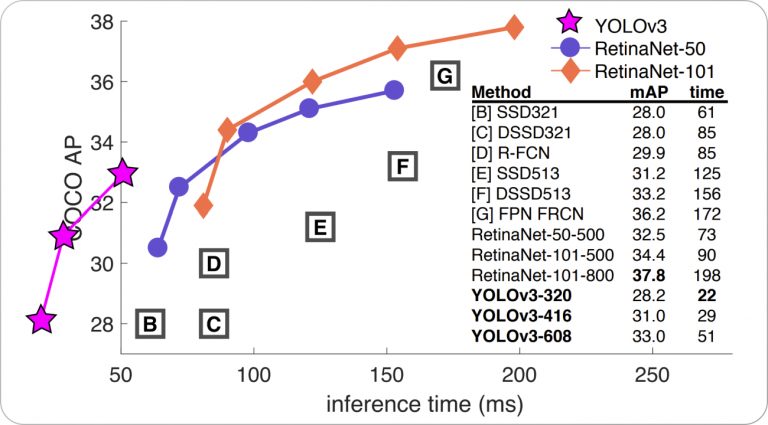 38
36
34
32
30
28
COCO AP
50
100
150
200
250
inference time (ms)
B
C
D
E
F
G
YOLOv3
RetinaNet-50
RetinaNet-101
Method mAP time
[B] SSD321 28.0 61
[C] DSSD321 28.0 85
[D] R-FCN 29.9 85
[E] SSD513 31.2 125
[F] DSSD513 33.2 156
[G] FPN FRCN 36.2 172
RetinaNet-50-500 32.5 73
RetinaNet-101-500 34.4 90
RetinaNet-101-800 37.8 198
YOLOv3-320 28.2 22
YOLOv3-416 31.0 29
YOLOv3-608 33.0 51